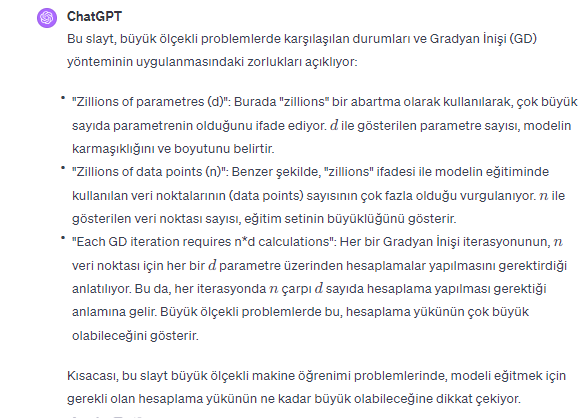 ChatGPT
Bu slayt, büyük ölçekli problemlerde karşılaşılan durumları ve Gradyan İnişi (GD)
yönteminin uygulanmasındaki zorlukları açıklıyor:
• "Zillions of parametres (d)": Burada "zillions" bir abartma olarak kullanılarak, çok büyük
sayıda parametrenin olduğunu ifade ediyor. d ile gösterilen parametre sayısı, modelin
karmaşıklığını ve boyutunu belirtir.
• "Zillions of data points (n)": Benzer şekilde, "zillions" ifadesi ile modelin eğitiminde
kullanılan veri noktalarının (data points) sayısının çok fazla olduğu vurgulanıyor. n ile
gösterilen veri noktası sayısı, eğitim setinin büyüklüğünü gösterir.
• "Each GD iteration requires n*d calculations": Her bir Gradyan İnişi iterasyonunun, n
veri noktası için her bir d parametre üzerinden hesaplamalar yapılmasını gerektirdiği
anlatılıyor. Bu da, her iterasyonda n çarpı d sayıda hesaplama yapılması gerektiği
anlamına gelir. Büyük ölçekli problemlerde bu, hesaplama yükünün çok büyük
olabileceğini gösterir.
Kısacası, bu slayt büyük ölçekli makine öğrenimi problemlerinde, modeli eğitmek için
gerekli olan hesaplama yükünün ne kadar büyük olabileceğine dikkat çekiyor.